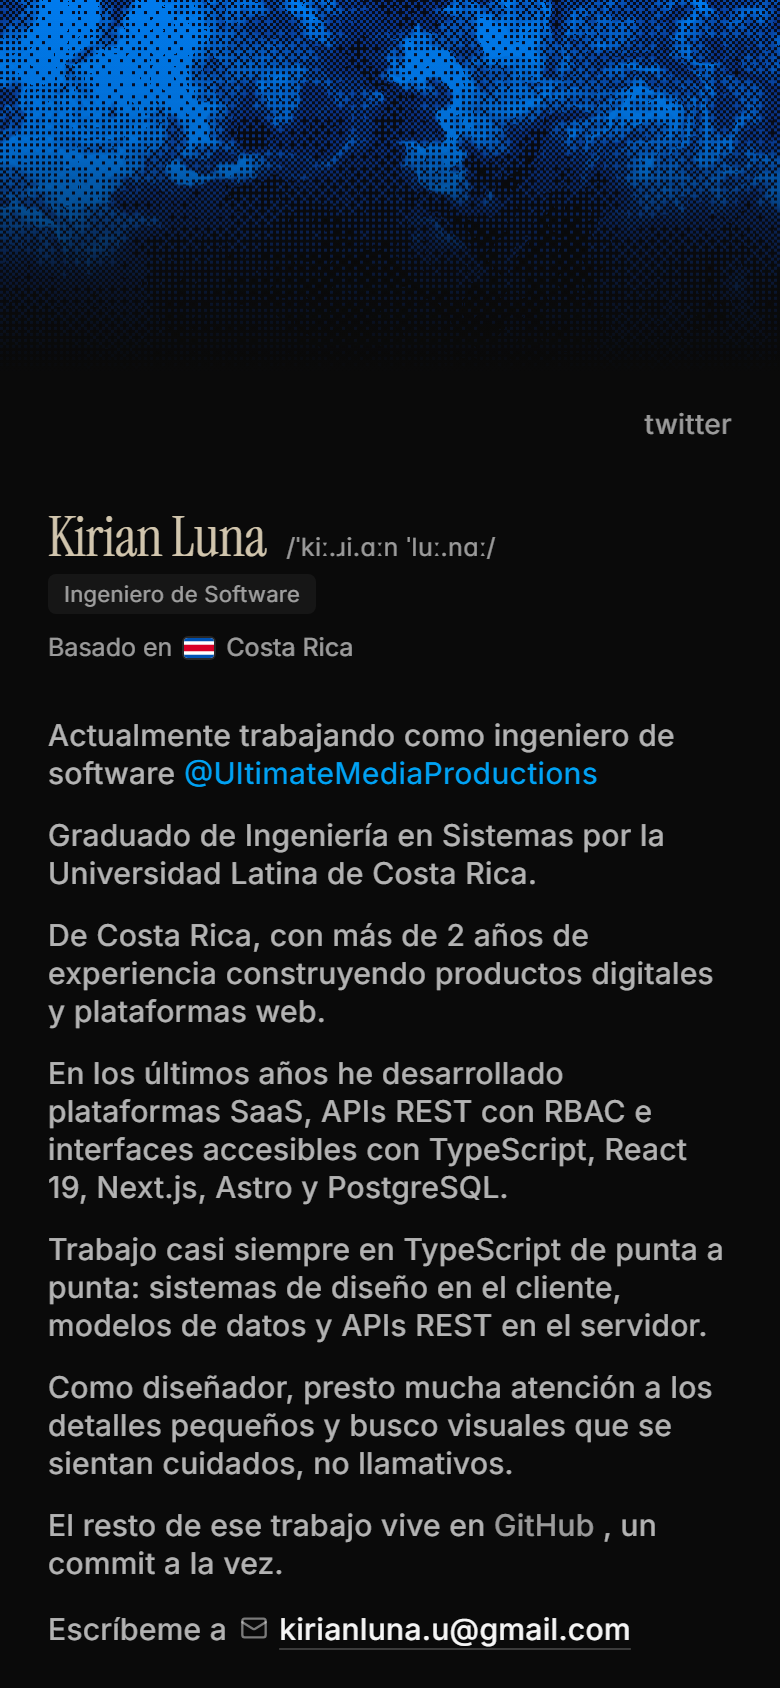 twitter
Kirian Luna /ˈkiː.ɹi.ɑːn ˈluː.nɑː/
Ingeniero de Software
Basado en 🇨🇷 Costa Rica
Actualmente trabajando como ingeniero de
software @UltimateMediaProductions
Graduado de Ingeniería en Sistemas por la
Universidad Latina de Costa Rica.
De Costa Rica, con más de 2 años de
experiencia construyendo productos digitales
y plataformas web.
En los últimos años he desarrollado
plataformas SaaS, APIs REST con RBAC e
interfaces accesibles con TypeScript, React
19, Next.js, Astro y PostgreSQL.
Trabajo casi siempre en TypeScript de punta a
punta: sistemas de diseño en el cliente,
modelos de datos y APIs REST en el servidor.
Como diseñador, presto mucha atención a los
detalles pequeños y busco visuales que se
sientan cuidados, no llamativos.
El resto de ese trabajo vive en GitHub , un
commit a la vez.
Escríbeme a kirianluna.u@gmail.com